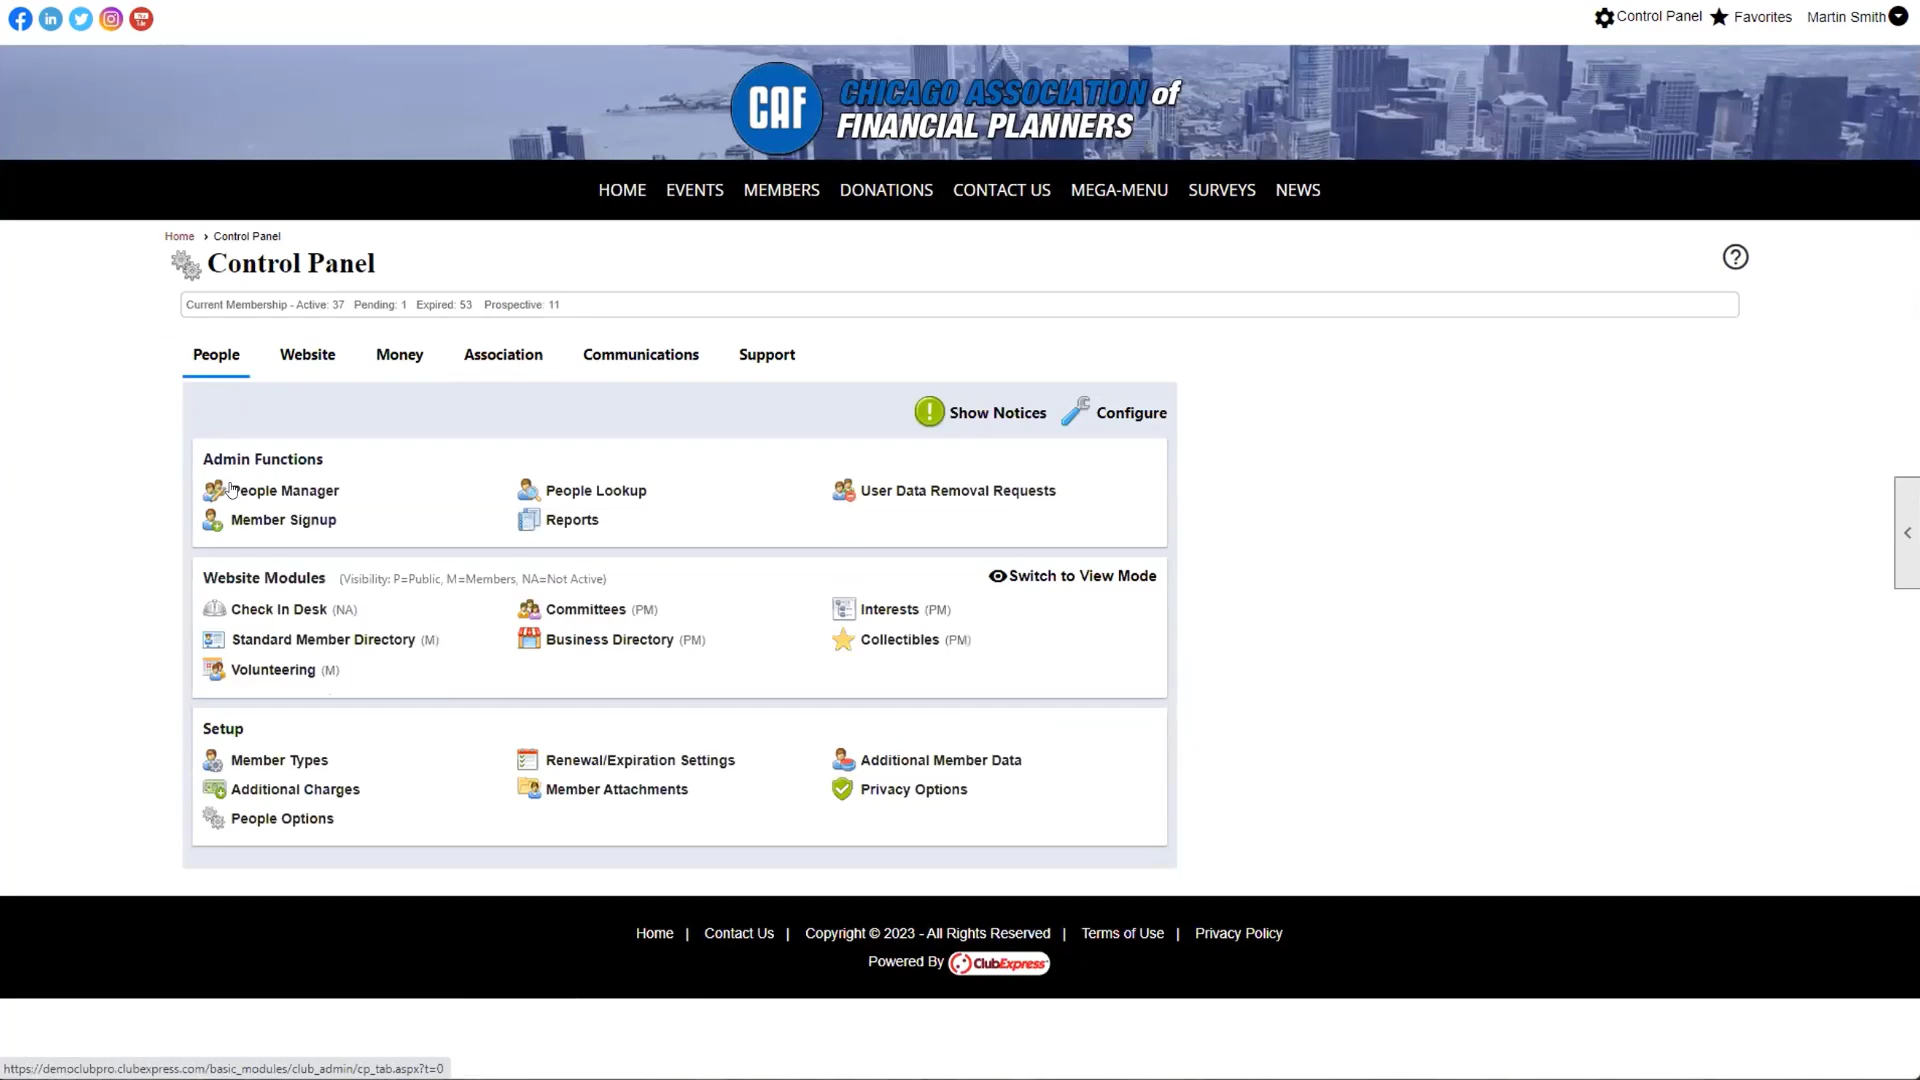 Control Panel Favorites Martin Smith
CAF
CHICAGO ASSOCIATION of
FINANCIAL PLANNERS
HOME EVENTS MEMBERS DONATIONS CONTACT US MEGA-MENU SURVEYS NEWS
Home › Control Panel
Control Panel
?
Current Membership - Active: 37 Pending: 1 Expired: 53 Prospective: 11
People Website Money Association Communications Support
! Show Notices Configure
Admin Functions
People Manager People Lookup User Data Removal Requests
Member Signup Reports
Website Modules (Visibility: P=Public, M=Members, NA=Not Active) Switch to View Mode
Check In Desk (NA) Committees (PM) Interests (PM)
Standard Member Directory (M) Business Directory (PM) Collectibles (PM)
Volunteering (M)
Setup
Member Types Renewal/Expiration Settings Additional Member Data
Additional Charges Member Attachments Privacy Options
People Options
Home | Contact Us | Copyright © 2023 - All Rights Reserved | Terms of Use | Privacy Policy
Powered By ClubExpress
https://democlubpro.clubexpress.com/basic_modules/club_admin/cp_tab.aspx?t=0